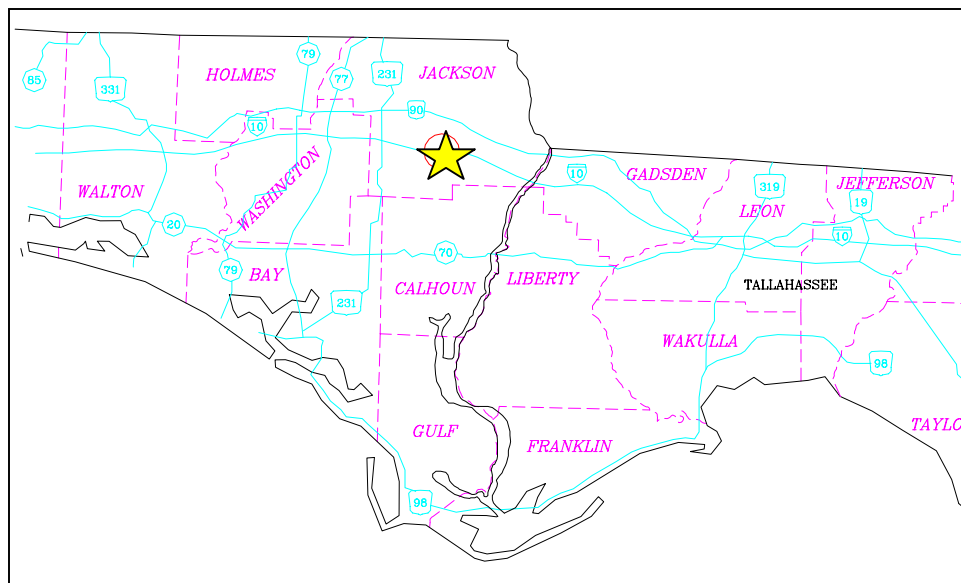 79
HOLMES
77
231
JACKSON
85
331
90
10
WALTON
WASHINGTON
10
GADSDEN
319
JEFFERSON
LEON
19
20
10
79
BAY
70
CALHOUN
LIBERTY
TALLAHASSEE
231
WAKULLA
98
GULF
FRANKLIN
TAYLO
98